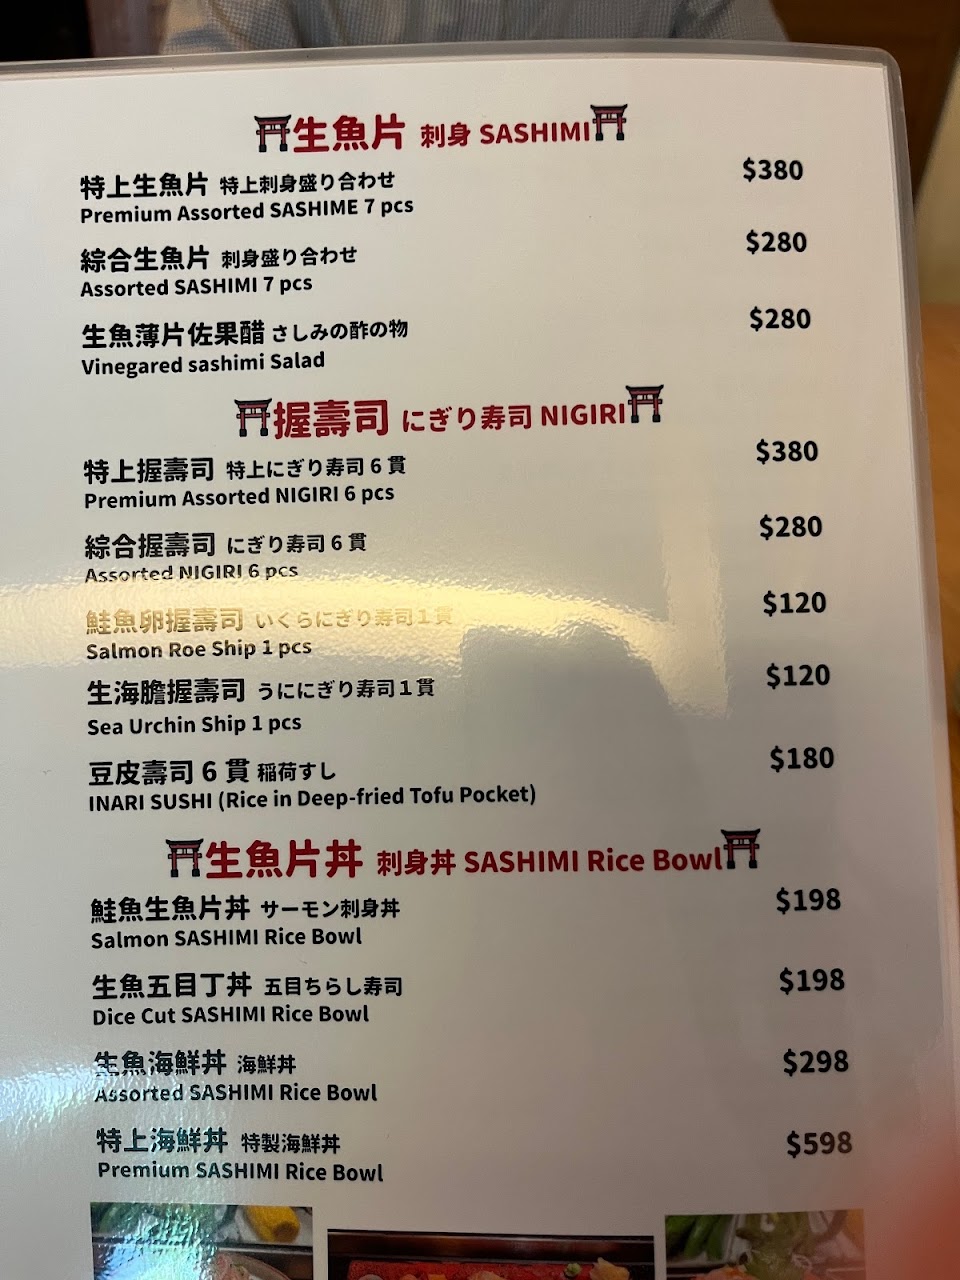 生魚片 刺身 SASHIMI
特上生魚片 特上刺身盛り合わせ $380
Premium Assorted SASHIME 7 pcs
綜合生魚片 刺身盛り合わせ $280
Assorted SASHIMI 7 pcs
生魚薄片佐果醋 さしみの酢の物 $280
Vinegared sashimi Salad
握壽司 にぎり寿司 NIGIRI
特上握壽司 特上にぎり寿司 6 貫 $380
Premium Assorted NIGIRI 6 pcs
綜合握壽司 にぎり寿司 6 貫 $280
Assorted NIGIRI 6 pcs
鮭魚卵握壽司 いくらにぎり寿司１貫 $120
Salmon Roe Ship 1 pcs
生海膽握壽司 うににぎり寿司１貫 $120
Sea Urchin Ship 1 pcs
豆皮壽司 6 貫 稲荷すし $180
INARI SUSHI (Rice in Deep-fried Tofu Pocket)
生魚片丼 刺身丼 SASHIMI Rice Bowl
鮭魚生魚片丼 サーモン刺身丼 $198
Salmon SASHIMI Rice Bowl
生魚五目丁丼 五目ちらし寿司 $198
Dice Cut SASHIMI Rice Bowl
生魚海鮮丼 海鮮丼 $298
Assorted SASHIMI Rice Bowl
特上海鮮丼 特製海鮮丼 $598
Premium SASHIMI Rice Bowl